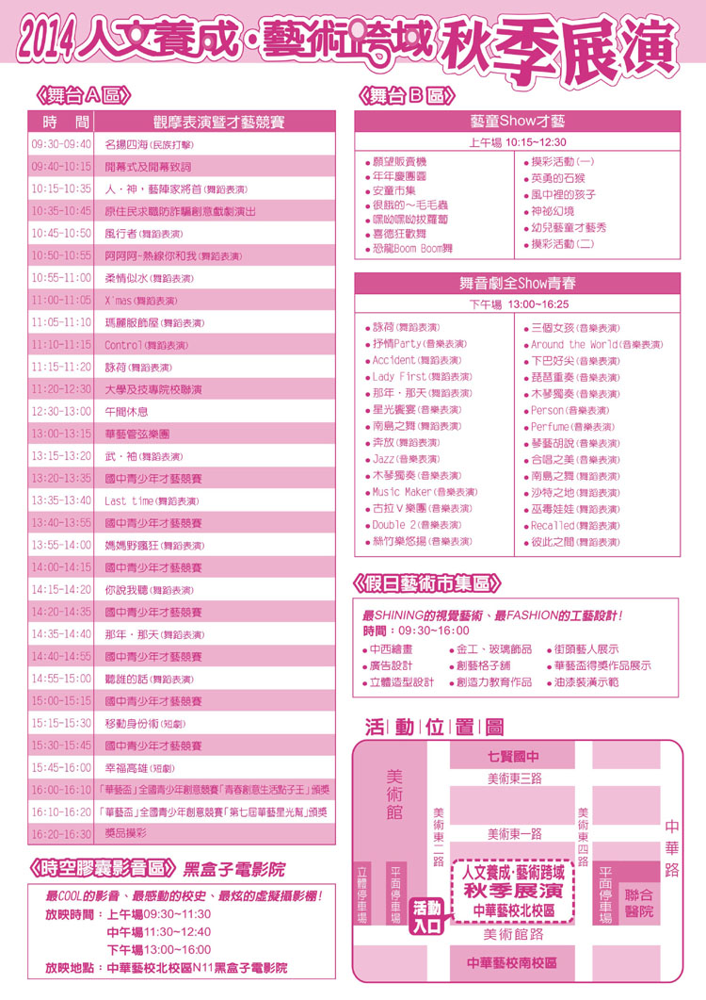 2014人文養成・藝術跨域 秋季展演
《舞台A區》
時 間 觀摩表演暨才藝競賽
09:30-09:40 名揚四海(民族打擊)
09:40-10:15 開幕式及開幕致詞
10:15-10:35 人・神，藝陣家將首(舞蹈表演)
10:35-10:45 原住民求職防詐騙創意戲劇演出
10:45-10:50 風行者(舞蹈表演)
10:50-10:55 阿阿阿-熱線你和我(舞蹈表演)
10:55-11:00 柔情似水(舞蹈表演)
11:00-11:05 X'mas(舞蹈表演)
11:05-11:10 瑪麗服飾屋(舞蹈表演)
11:10-11:15 Control(舞蹈表演)
11:15-11:20 詠荷(舞蹈表演)
11:20-12:30 大學及技專院校聯演
12:30-13:00 午間休息
13:00-13:15 華藝管弦樂團
13:15-13:20 武・袖(舞蹈表演)
13:20-13:35 國中青少年才藝競賽
13:35-13:40 Last time(舞蹈表演)
13:40-13:55 國中青少年才藝競賽
13:55-14:00 媽媽野瘋狂(舞蹈表演)
14:00-14:15 國中青少年才藝競賽
14:15-14:20 你說我聽(舞蹈表演)
14:20-14:35 國中青少年才藝競賽
14:35-14:40 那年・那天(舞蹈表演)
14:40-14:55 國中青少年才藝競賽
14:55-15:00 聽誰的話(舞蹈表演)
15:00-15:15 國中青少年才藝競賽
15:15-15:30 移動身份術(短劇)
15:30-15:45 國中青少年才藝競賽
15:45-16:00 幸福高雄(短劇)
16:00-16:10 「華藝盃」全國青少年創意競賽「青春創意生活點子王」頒獎
16:10-16:20 「華藝盃」全國青少年創意競賽「第七屆華藝星光幫」頒獎
16:20-16:30 獎品摸彩
《時空膠囊影音區》黑盒子電影院
最COOL的影音、最感動的校史、最炫的虛擬攝影棚!
放映時間：上午場09:30~11:30
中午場11:30~12:40
下午場13:00~16:00
放映地點：中華藝校北校區N11黑盒子電影院
《舞台B區》
藝童Show才藝
上午場 10:15~12:30
●願望販賣機
●年年慶團圓
●安童市集
●很餓的～毛毛蟲
●嘿呦嘿呦拔蘿蔔
●喜德狂歡舞
●恐龍Boom Boom舞
●摸彩活動(一)
●英勇的石猴
●風中裡的孩子
●神祕幻境
●幼兒藝童才藝秀
●摸彩活動(二)
舞音劇全Show青春
下午場 13:00~16:25
●詠荷(舞蹈表演)
●抒情Party(音樂表演)
●Accident(舞蹈表演)
●Lady First(舞蹈表演)
●那年・那天(舞蹈表演)
●星光饗宴(音樂表演)
●南島之舞(舞蹈表演)
●奔放(舞蹈表演)
●Jazz(音樂表演)
●木琴獨奏(音樂表演)
●Music Maker(音樂表演)
●古拉V樂團(音樂表演)
●Double 2(音樂表演)
●絲竹樂悠揚(音樂表演)
●三個女孩(音樂表演)
●Around the World(音樂表演)
●下巴好尖(音樂表演)
●琵琶重奏(音樂表演)
●木琴獨奏(音樂表演)
●Person(音樂表演)
●Perfume(音樂表演)
●琴藝胡說(音樂表演)
●合唱之美(音樂表演)
●南島之舞(舞蹈表演)
●沙特之地(舞蹈表演)
●巫毒娃娃(舞蹈表演)
●Recalled(舞蹈表演)
●彼此之間(舞蹈表演)
《假日藝術市集區》
最SHINING的視覺藝術、最FASHION的工藝設計!
時間：09:30~16:00
●中西繪畫 ●金工、玻璃飾品 ●街頭藝人展示
●廣告設計 ●創藝格子舖 ●華藝盃得獎作品展示
●立體造型設計 ●創造力教育作品 ●油漆裝潢示範
活動位置圖
七賢國中
美術館
美術東三路
美術東二路
美術東一路
美術東四路
中華路
人文養成・藝術跨域
秋季展演
中華藝校北校區
立體停車場
平面停車場
活動入口
平面停車場
聯合醫院
美術館路
中華藝校南校區